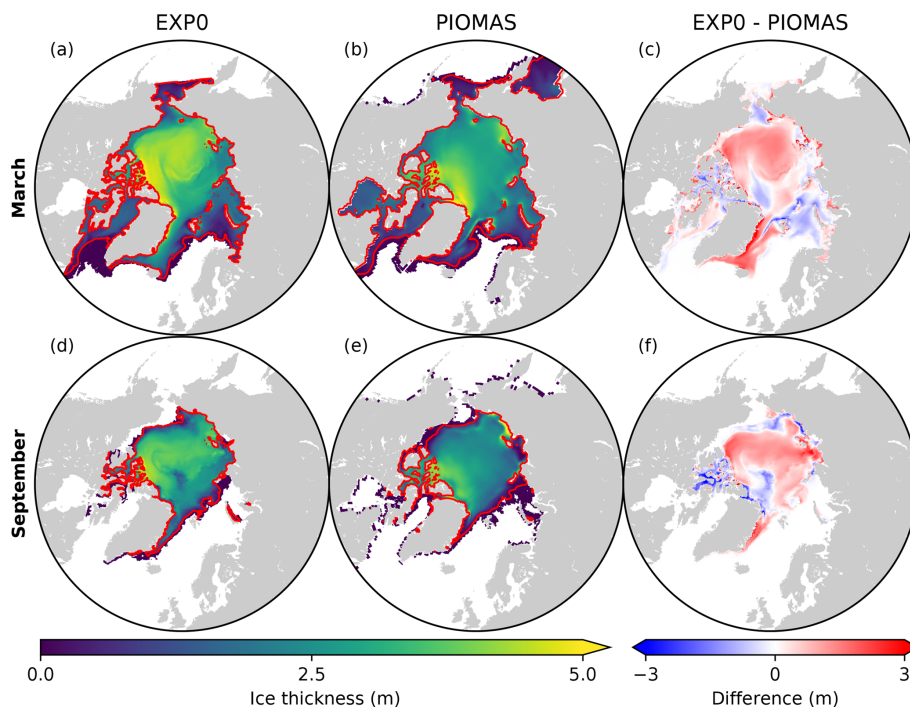 EXP0
PIOMAS
EXP0 - PIOMAS
(a)
(b)
(c)
March
(d)
(e)
(f)
September
0.0
2.5
5.0
Ice thickness (m)
−3
0
3
Difference (m)